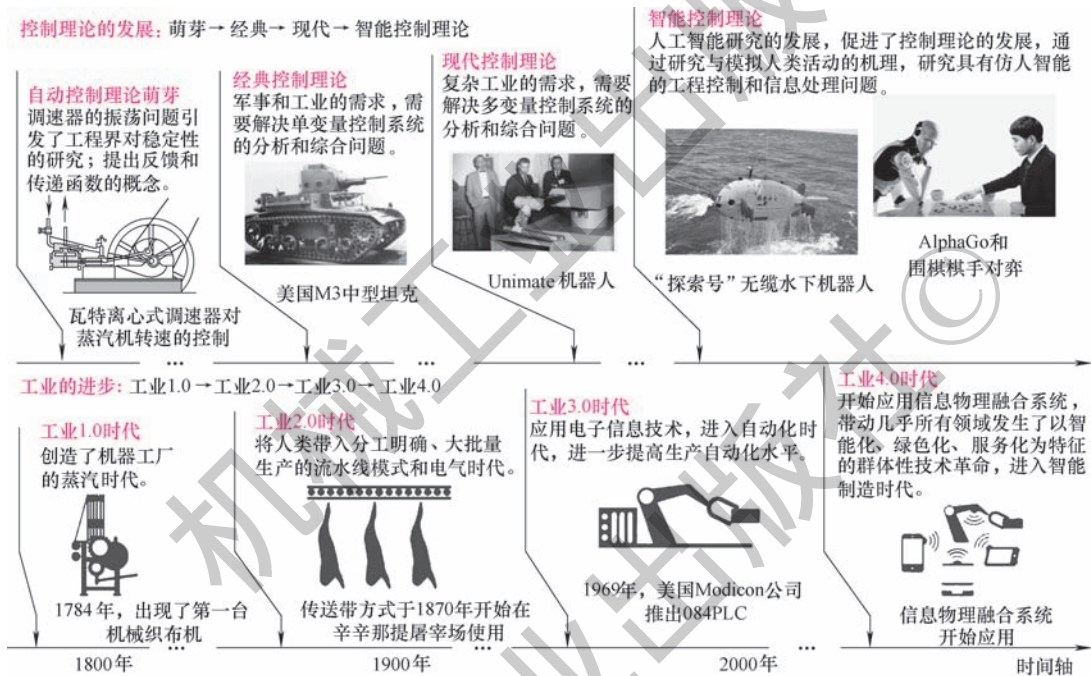 控制理论的发展：萌芽→经典→现代→智能控制理论
自动控制理论萌芽
调速器的振荡问题引
发了工程界对稳定性
的研究；提出反馈和
传递函数的概念。
瓦特离心式调速器对
蒸汽机转速的控制
经典控制理论
军事和工业的需求，需
要解决单变量控制系统
的分析和综合问题。
美国M3中型坦克
现代控制理论
复杂工业的需求，需要
解决多变量控制系统的
分析和综合问题。
Unimate机器人
智能控制理论
人工智能研究的发展，促进了控制理论的发展，通
过研究与模拟人类活动的机理，研究具有仿人智能
的工程控制和信息处理问题。
“探索号”无缆水下机器人
AlphaGo和
围棋棋手对弈
... ... ... ...
工业的进步：工业1.0→工业2.0→工业3.0→工业4.0
工业1.0时代
创造了机器工厂
的蒸汽时代。
1784年，出现了第一台
机械织布机
工业2.0时代
将人类带入分工明确、大批量
生产的流水线模式和电气时代。
传送带方式于1870年开始在
辛辛那提屠宰场使用
工业3.0时代
应用电子信息技术，进入自动化时
代，进一步提高生产自动化水平。
1969年，美国Modicon公司
推出084PLC
工业4.0时代
开始应用信息物理融合系统，
带动几乎所有领域发生了以智
能化、绿色化、服务化为特征
的群体性技术革命，进入智能
制造时代。
信息物理融合系统
开始应用
... ... ...
1800年 1900年 2000年 时间轴
机械工业出版社©